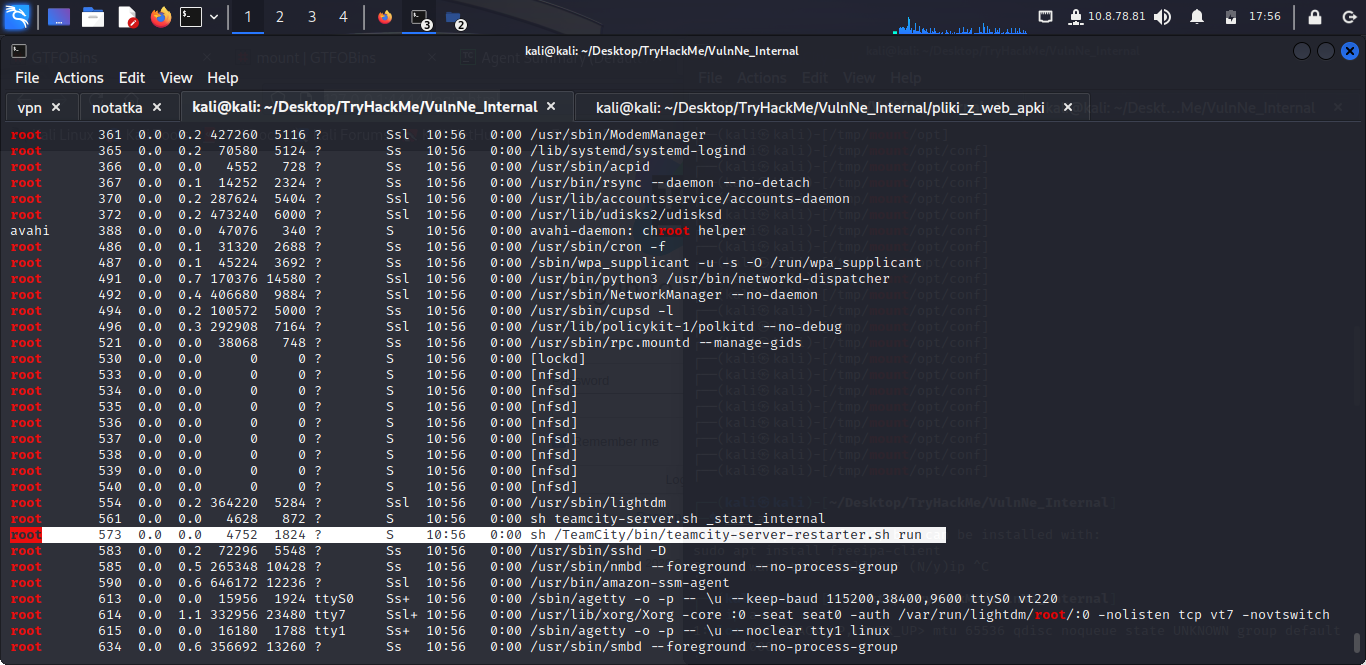 1 2 3 4 3 2 10.8.78.81 17:56
kali@kali: ~/Desktop/TryHackMe/VulnNe_Internal
File Actions Edit View Help
vpn × notatka × kali@kali: ~/Desktop/TryHackMe/VulnNe_Internal × kali@kali: ~/Desktop/TryHackMe/VulnNe_Internal/pliki_z_web_apki ×
root 361 0.0 0.2 427260 5116 ? Ssl 10:56 0:00 /usr/sbin/ModemManager
root 365 0.0 0.2 70580 5124 ? Ss 10:56 0:00 /lib/systemd/systemd-logind
root 366 0.0 0.0 4552 728 ? Ss 10:56 0:00 /usr/sbin/acpid
root 367 0.0 0.1 14252 2324 ? Ss 10:56 0:00 /usr/bin/rsync --daemon --no-detach
root 370 0.0 0.2 287624 5404 ? Ssl 10:56 0:00 /usr/lib/accountsservice/accounts-daemon
root 372 0.0 0.2 473240 6000 ? Ssl 10:56 0:00 /usr/lib/udisks2/udisksd
avahi 388 0.0 0.0 47076 340 ? S 10:56 0:00 avahi-daemon: chroot helper
root 486 0.0 0.1 31320 2688 ? Ss 10:56 0:00 /usr/sbin/cron -f
root 487 0.0 0.1 45224 3692 ? Ss 10:56 0:00 /sbin/wpa_supplicant -u -s -O /run/wpa_supplicant
root 491 0.0 0.7 170376 14580 ? Ssl 10:56 0:00 /usr/bin/python3 /usr/bin/networkd-dispatcher
root 492 0.0 0.4 406680 9884 ? Ssl 10:56 0:00 /usr/sbin/NetworkManager --no-daemon
root 494 0.0 0.2 100572 5000 ? Ss 10:56 0:00 /usr/sbin/cupsd -l
root 496 0.0 0.3 292908 7164 ? Ssl 10:56 0:00 /usr/lib/policykit-1/polkitd --no-debug
root 521 0.0 0.0 38068 748 ? Ss 10:56 0:00 /usr/sbin/rpc.mountd --manage-gids
root 530 0.0 0.0 0 0 ? S 10:56 0:00 [lockd]
root 533 0.0 0.0 0 0 ? S 10:56 0:00 [nfsd]
root 534 0.0 0.0 0 0 ? S 10:56 0:00 [nfsd]
root 535 0.0 0.0 0 0 ? S 10:56 0:00 [nfsd]
root 536 0.0 0.0 0 0 ? S 10:56 0:00 [nfsd]
root 537 0.0 0.0 0 0 ? S 10:56 0:00 [nfsd]
root 538 0.0 0.0 0 0 ? S 10:56 0:00 [nfsd]
root 539 0.0 0.0 0 0 ? S 10:56 0:00 [nfsd]
root 540 0.0 0.0 0 0 ? S 10:56 0:00 [nfsd]
root 554 0.0 0.2 364220 5284 ? Ssl 10:56 0:00 /usr/sbin/lightdm
root 561 0.0 0.0 4628 872 ? S 10:56 0:00 sh teamcity-server.sh _start_internal
root 573 0.0 0.0 4752 1824 ? S 10:56 0:00 sh /TeamCity/bin/teamcity-server-restarter.sh run
root 583 0.0 0.2 72296 5548 ? Ss 10:56 0:00 /usr/sbin/sshd -D
root 585 0.0 0.5 265348 10428 ? Ss 10:56 0:00 /usr/sbin/nmbd --foreground --no-process-group
root 590 0.0 0.6 646172 12236 ? Ssl 10:56 0:00 /usr/bin/amazon-ssm-agent
root 613 0.0 0.0 15956 1924 ttyS0 Ss+ 10:56 0:00 /sbin/agetty -o -p -- \u --keep-baud 115200,38400,9600 ttyS0 vt220
root 614 0.0 1.1 332956 23480 tty7 Ssl+ 10:56 0:00 /usr/lib/xorg/Xorg -core :0 -seat seat0 -auth /var/run/lightdm/root/:0 -nolisten tcp vt7 -novtswitch
root 615 0.0 0.0 16180 1788 tty1 Ss+ 10:56 0:00 /sbin/agetty -o -p -- \u --noclear tty1 linux
root 634 0.0 0.6 356692 13260 ? Ss 10:56 0:00 /usr/sbin/smbd --foreground --no-process-group